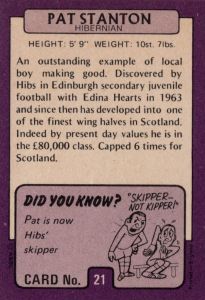 PAT STANTON
HIBERNIAN
HEIGHT: 5' 9" WEIGHT: 10st. 7lbs.
An outstanding example of local
boy making good. Discovered by
Hibs in Edinburgh secondary juvenile
football with Edina Hearts in 1963
and since then has developed into one
of the finest wing halves in Scotland.
Indeed by present day values he is in
the £80,000 class. Capped 6 times for
Scotland.
DID YOU KNOW?
Pat is now
Hibs'
skipper
"SKIPPER—
NOT KIPPER!"
CARD No. 21